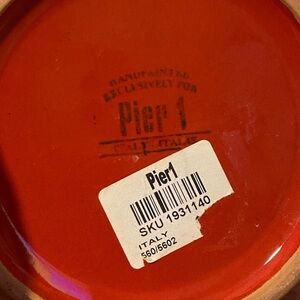 HANDPAINTED
EXCLUSIVELY FOR
Pier 1
ITALY ITALIE
Pier1
SKU 1931140
ITALY
560/5602